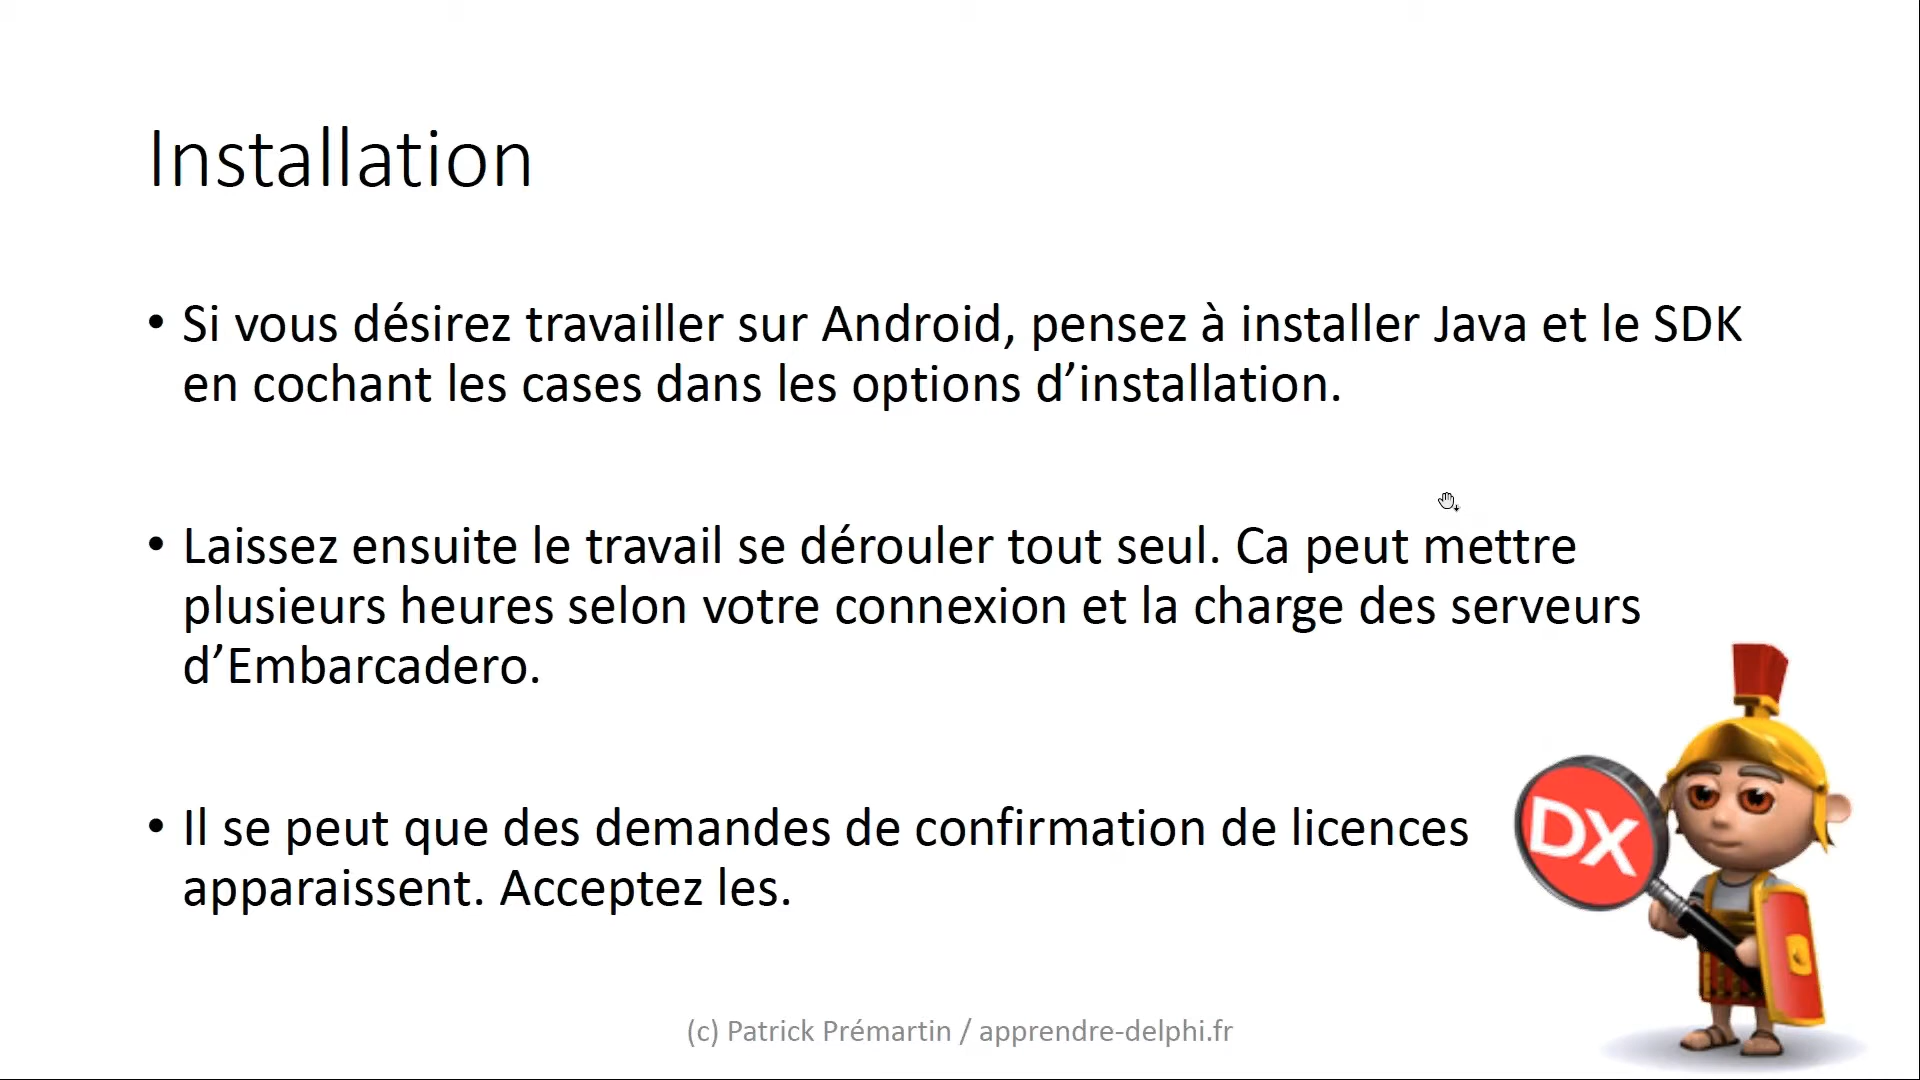 Installation
• Si vous désirez travailler sur Android, pensez à installer Java et le SDK
en cochant les cases dans les options d’installation.
• Laissez ensuite le travail se dérouler tout seul. Ca peut mettre
plusieurs heures selon votre connexion et la charge des serveurs
d’Embarcadero.
• Il se peut que des demandes de confirmation de licences
apparaissent. Acceptez les.
DX
(c) Patrick Prémartin / apprendre-delphi.fr